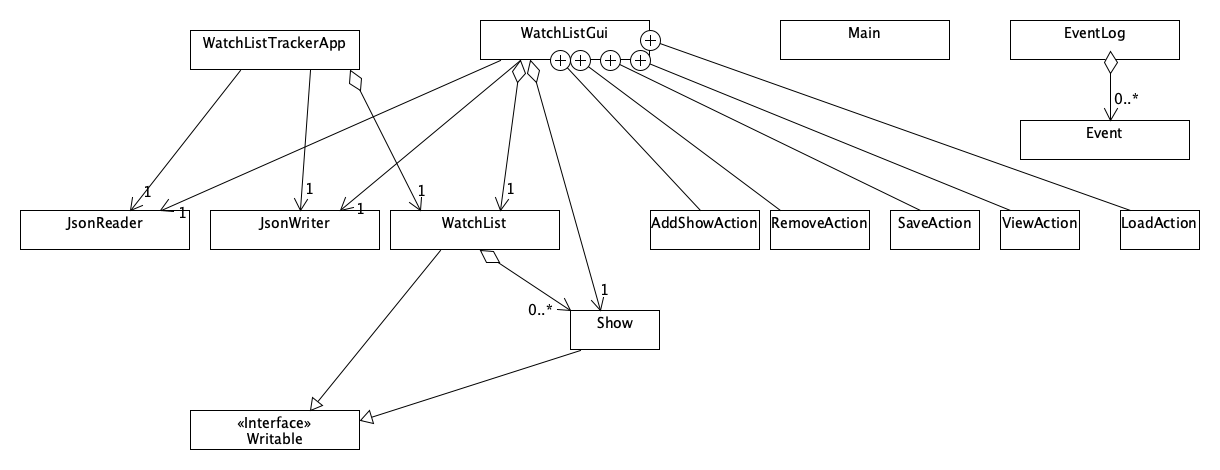 WatchListTrackerApp
WatchListGui
Main
EventLog
0..*
Event
1
1
1
1
1
1
JsonReader
JsonWriter
WatchList
AddShowAction
RemoveAction
SaveAction
ViewAction
LoadAction
1
0..*
Show
«Interface»
Writable